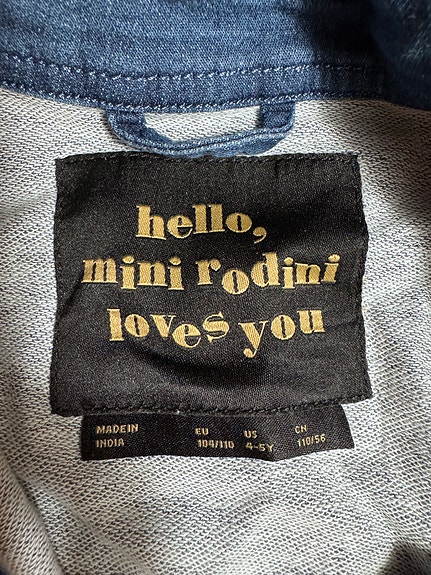 hello,
mini rodini
loves you
MADE IN EU US CN
INDIA 104/110 4-5Y 110/56